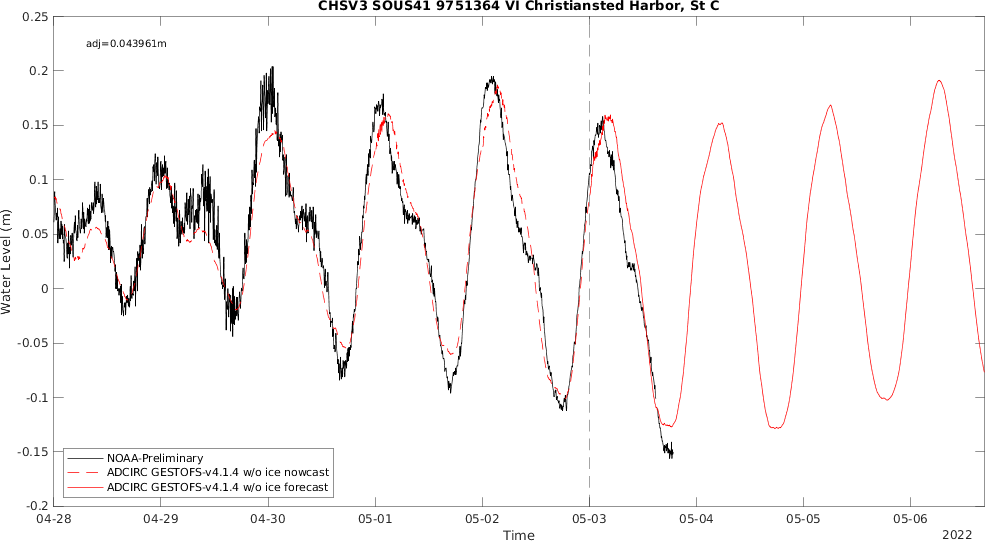 CHSV3 SOUS41 9751364 VI Christiansted Harbor, St C
adj=0.043961m
0.25
0.2
0.15
0.1
0.05
0
-0.05
-0.1
-0.15
-0.2
Water Level (m)
NOAA-Preliminary
ADCIRC GESTOFS-v4.1.4 w/o ice nowcast
ADCIRC GESTOFS-v4.1.4 w/o ice forecast
04-28 04-29 04-30 05-01 05-02 05-03 05-04 05-05 05-06
Time
2022